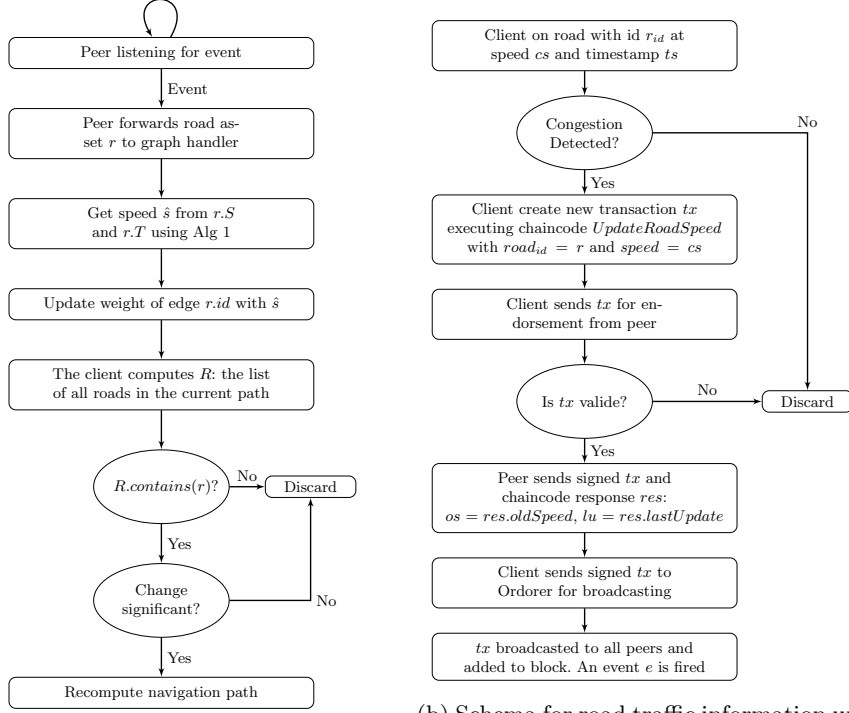 Peer listening for event
Event
Peer forwards road as-
set r to graph handler
Get speed ŝ from r.S
and r.T using Alg 1
Update weight of edge r.id with ŝ
The client computes R: the list
of all roads in the current path
R.contains(r)?
No
Discard
Yes
Change
significant?
No
Yes
Recompute navigation path
Client on road with id r_id at
speed cs and timestamp ts
Congestion
Detected?
No
Yes
Client create new transaction tx
executing chaincode UpdateRoadSpeed
with road_id = r and speed = cs
Client sends tx for en-
dorsement from peer
Is tx valide?
No
Discard
Yes
Peer sends signed tx and
chaincode response res:
os = res.oldSpeed, lu = res.lastUpdate
Client sends signed tx to
Ordorer for broadcasting
tx broadcasted to all peers and
added to block. An event e is fired
(b) Schema for road traffic information